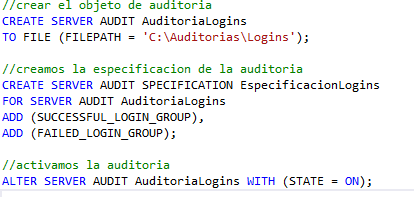 //crear el objeto de auditoria
CREATE SERVER AUDIT AuditoriaLogins
TO FILE (FILEPATH = 'C:\Auditorias\Logins');
//creamos la especificacion de la auditoria
CREATE SERVER AUDIT SPECIFICATION EspecificacionLogins
FOR SERVER AUDIT AuditoriaLogins
ADD (SUCCESSFUL_LOGIN_GROUP),
ADD (FAILED_LOGIN_GROUP);
//activamos la auditoria
ALTER SERVER AUDIT AuditoriaLogins WITH (STATE = ON);